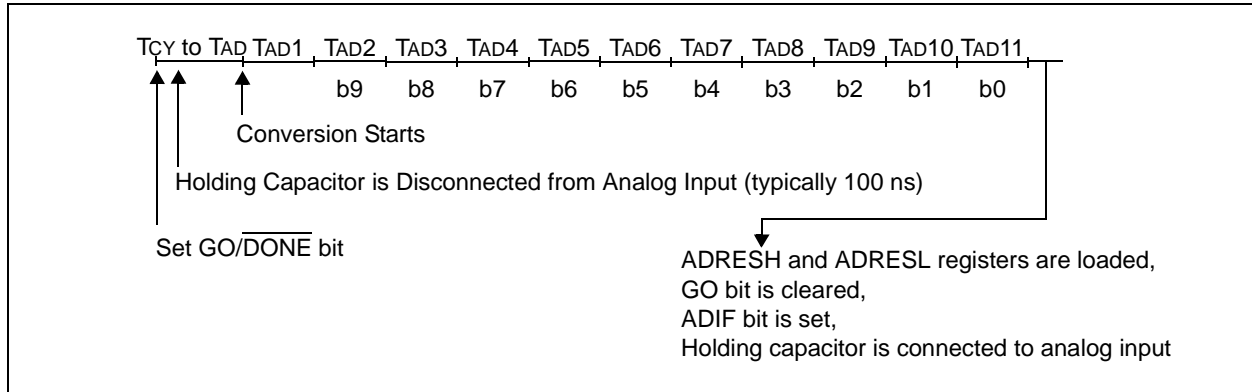 TCY to TAD TAD1 TAD2 TAD3 TAD4 TAD5 TAD6 TAD7 TAD8 TAD9 TAD10 TAD11
b9 b8 b7 b6 b5 b4 b3 b2 b1 b0
Conversion Starts
Holding Capacitor is Disconnected from Analog Input (typically 100 ns)
Set GO/DONE bit
ADRESH and ADRESL registers are loaded,
GO bit is cleared,
ADIF bit is set,
Holding capacitor is connected to analog input